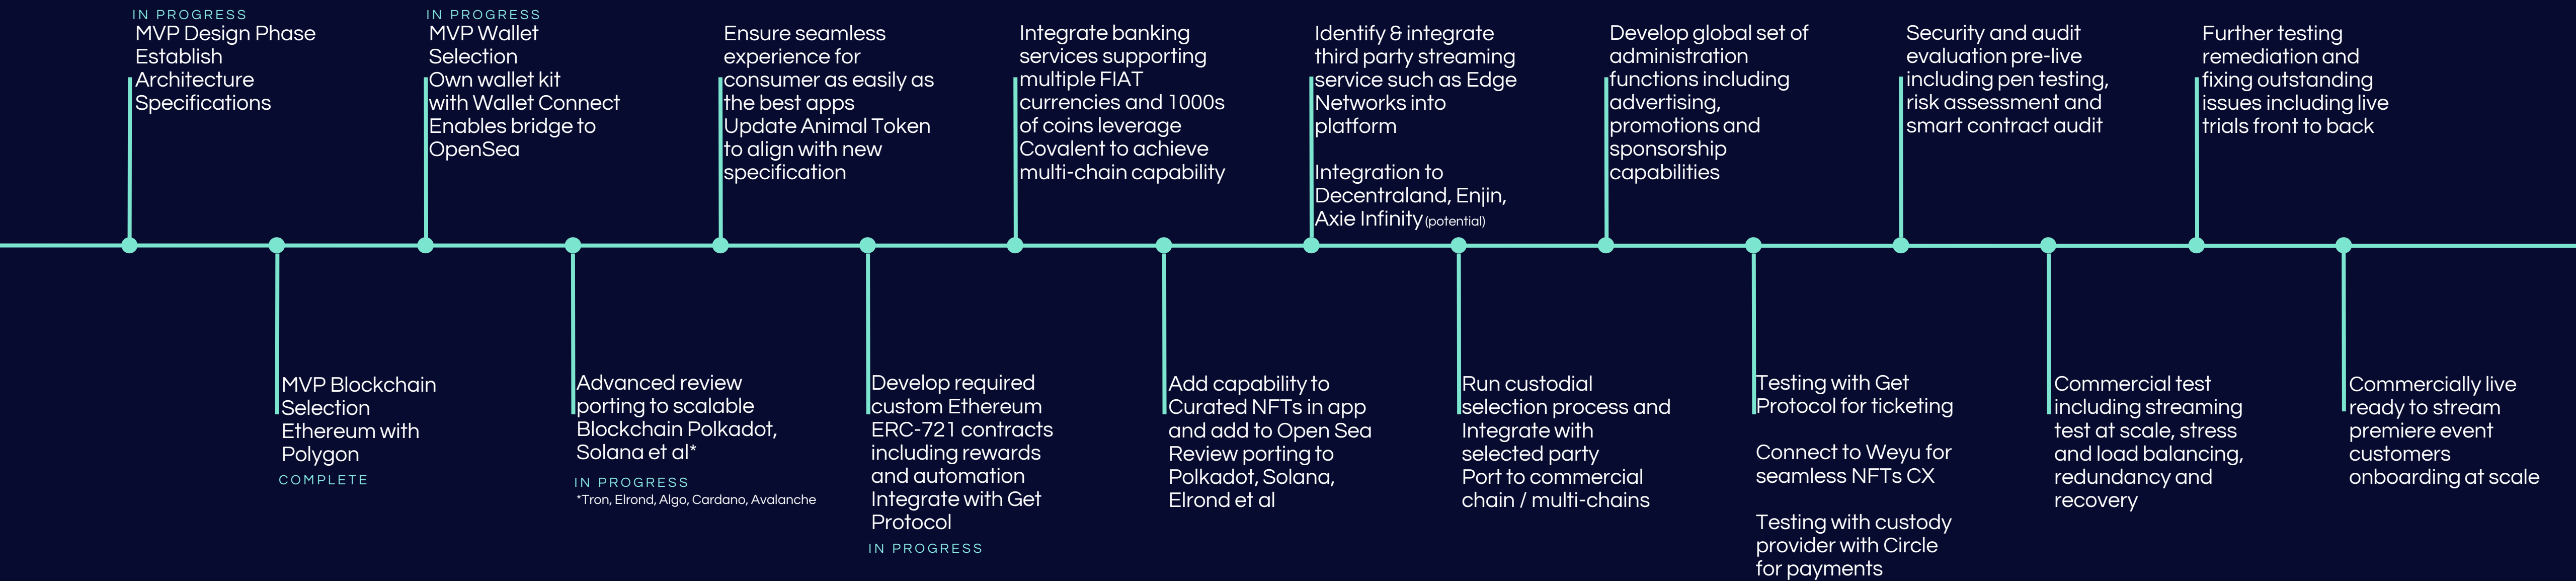 IN PROGRESS
MVP Design Phase
Establish
Architecture
Specifications
MVP Blockchain
Selection
Ethereum with
Polygon
COMPLETE
IN PROGRESS
MVP Wallet
Selection
Own wallet kit
with Wallet Connect
Enables bridge to
OpenSea
Advanced review
porting to scalable
Blockchain Polkadot,
Solana et al*
IN PROGRESS
*Tron, Elrond, Algo, Cardano, Avalanche
Ensure seamless
experience for
consumer as easily as
the best apps
Update Animal Token
to align with new
specification
Develop required
custom Ethereum
ERC-721 contracts
including rewards
and automation
Integrate with Get
Protocol
IN PROGRESS
Integrate banking
services supporting
multiple FIAT
currencies and 1000s
of coins leverage
Covalent to achieve
multi-chain capability
Add capability to
Curated NFTs in app
and add to Open Sea
Review porting to
Polkadot, Solana,
Elrond et al
Identify & integrate
third party streaming
service such as Edge
Networks into
platform
Integration to
Decentraland, Enjin,
Axie Infinity (potential)
Run custodial
selection process and
Integrate with
selected party
Port to commercial
chain / multi-chains
Develop global set of
administration
functions including
advertising,
promotions and
sponsorship
capabilities
Testing with Get
Protocol for ticketing
Connect to Weyu for
seamless NFTs CX
Testing with custody
provider with Circle
for payments
Security and audit
evaluation pre-live
including pen testing,
risk assessment and
smart contract audit
Commercial test
including streaming
test at scale, stress
and load balancing,
redundancy and
recovery
Further testing
remediation and
fixing outstanding
issues including live
trials front to back
Commercially live
ready to stream
premiere event
customers
onboarding at scale